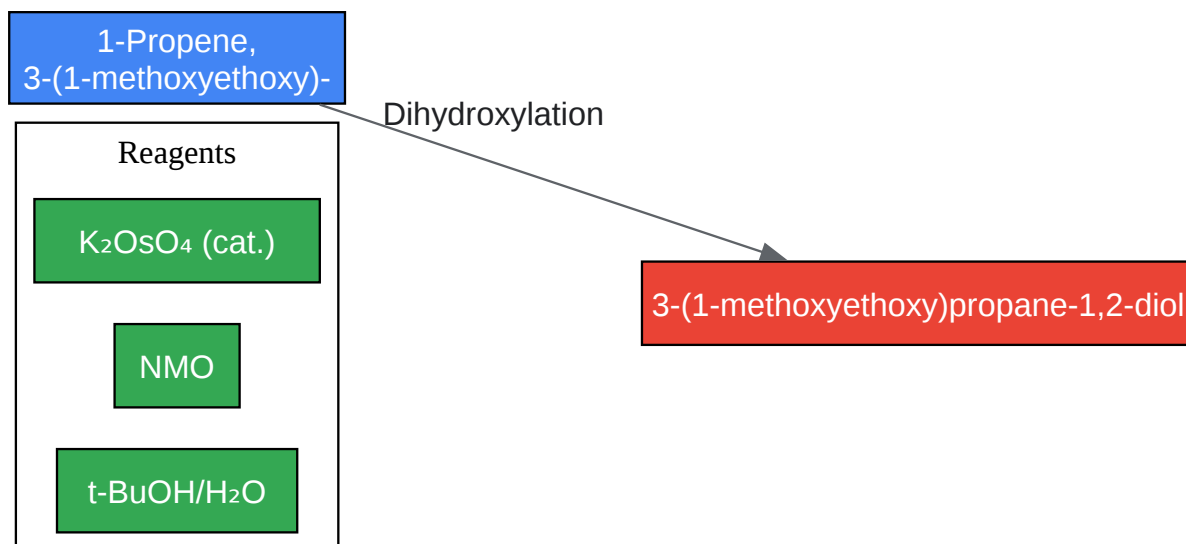 1-Propene,
3-(1-methoxyethoxy)-
Dihydroxylation
Reagents
K₂OsO₄ (cat.)
NMO
t-BuOH/H₂O
3-(1-methoxyethoxy)propane-1,2-diol